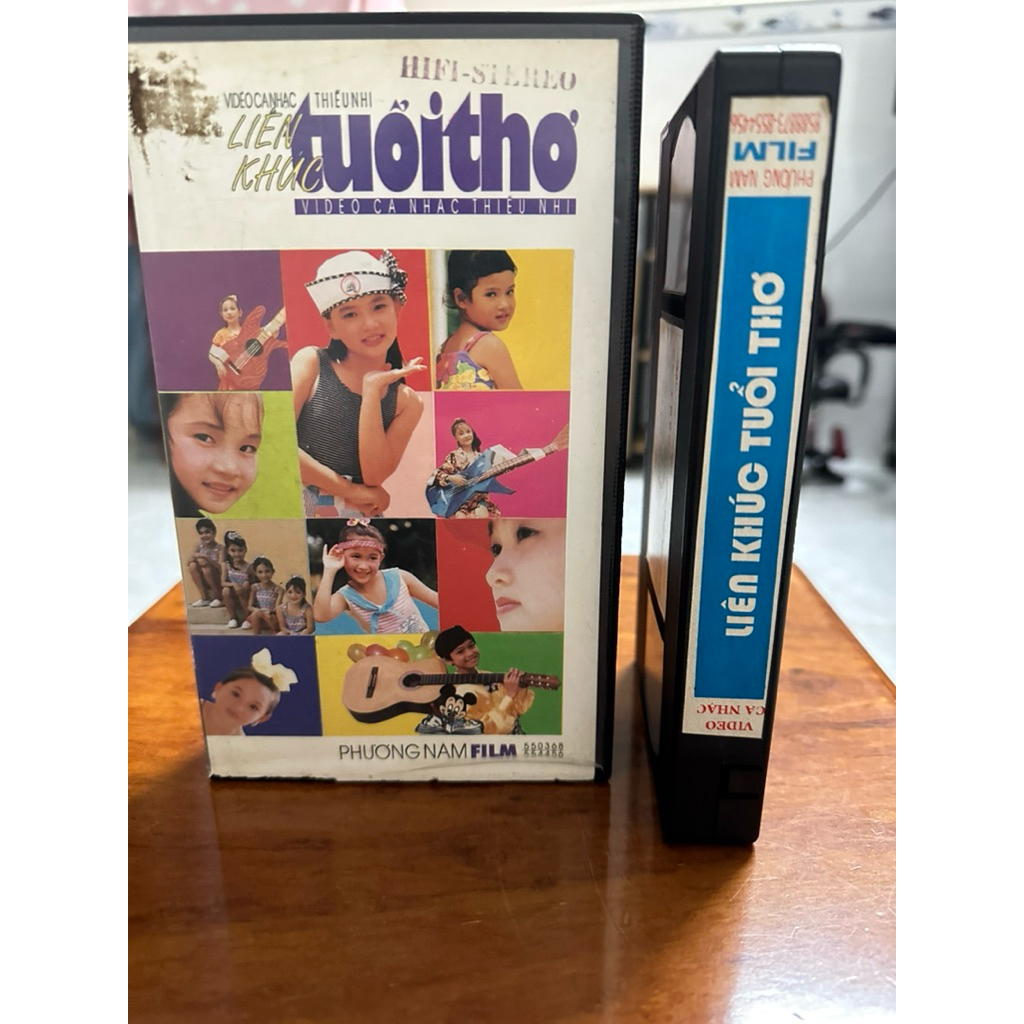 HIFI-STEREO
VIDEO CA NHẠC THIẾU NHI
LIÊN KHÚC
tuổi thơ
VIDEO CA NHẠC THIẾU NHI
PHƯƠNG NAM FILM
PHƯƠNG NAM
FILM
LIÊN KHÚC TUỔI THƠ
VIDEO
CA NHẠC